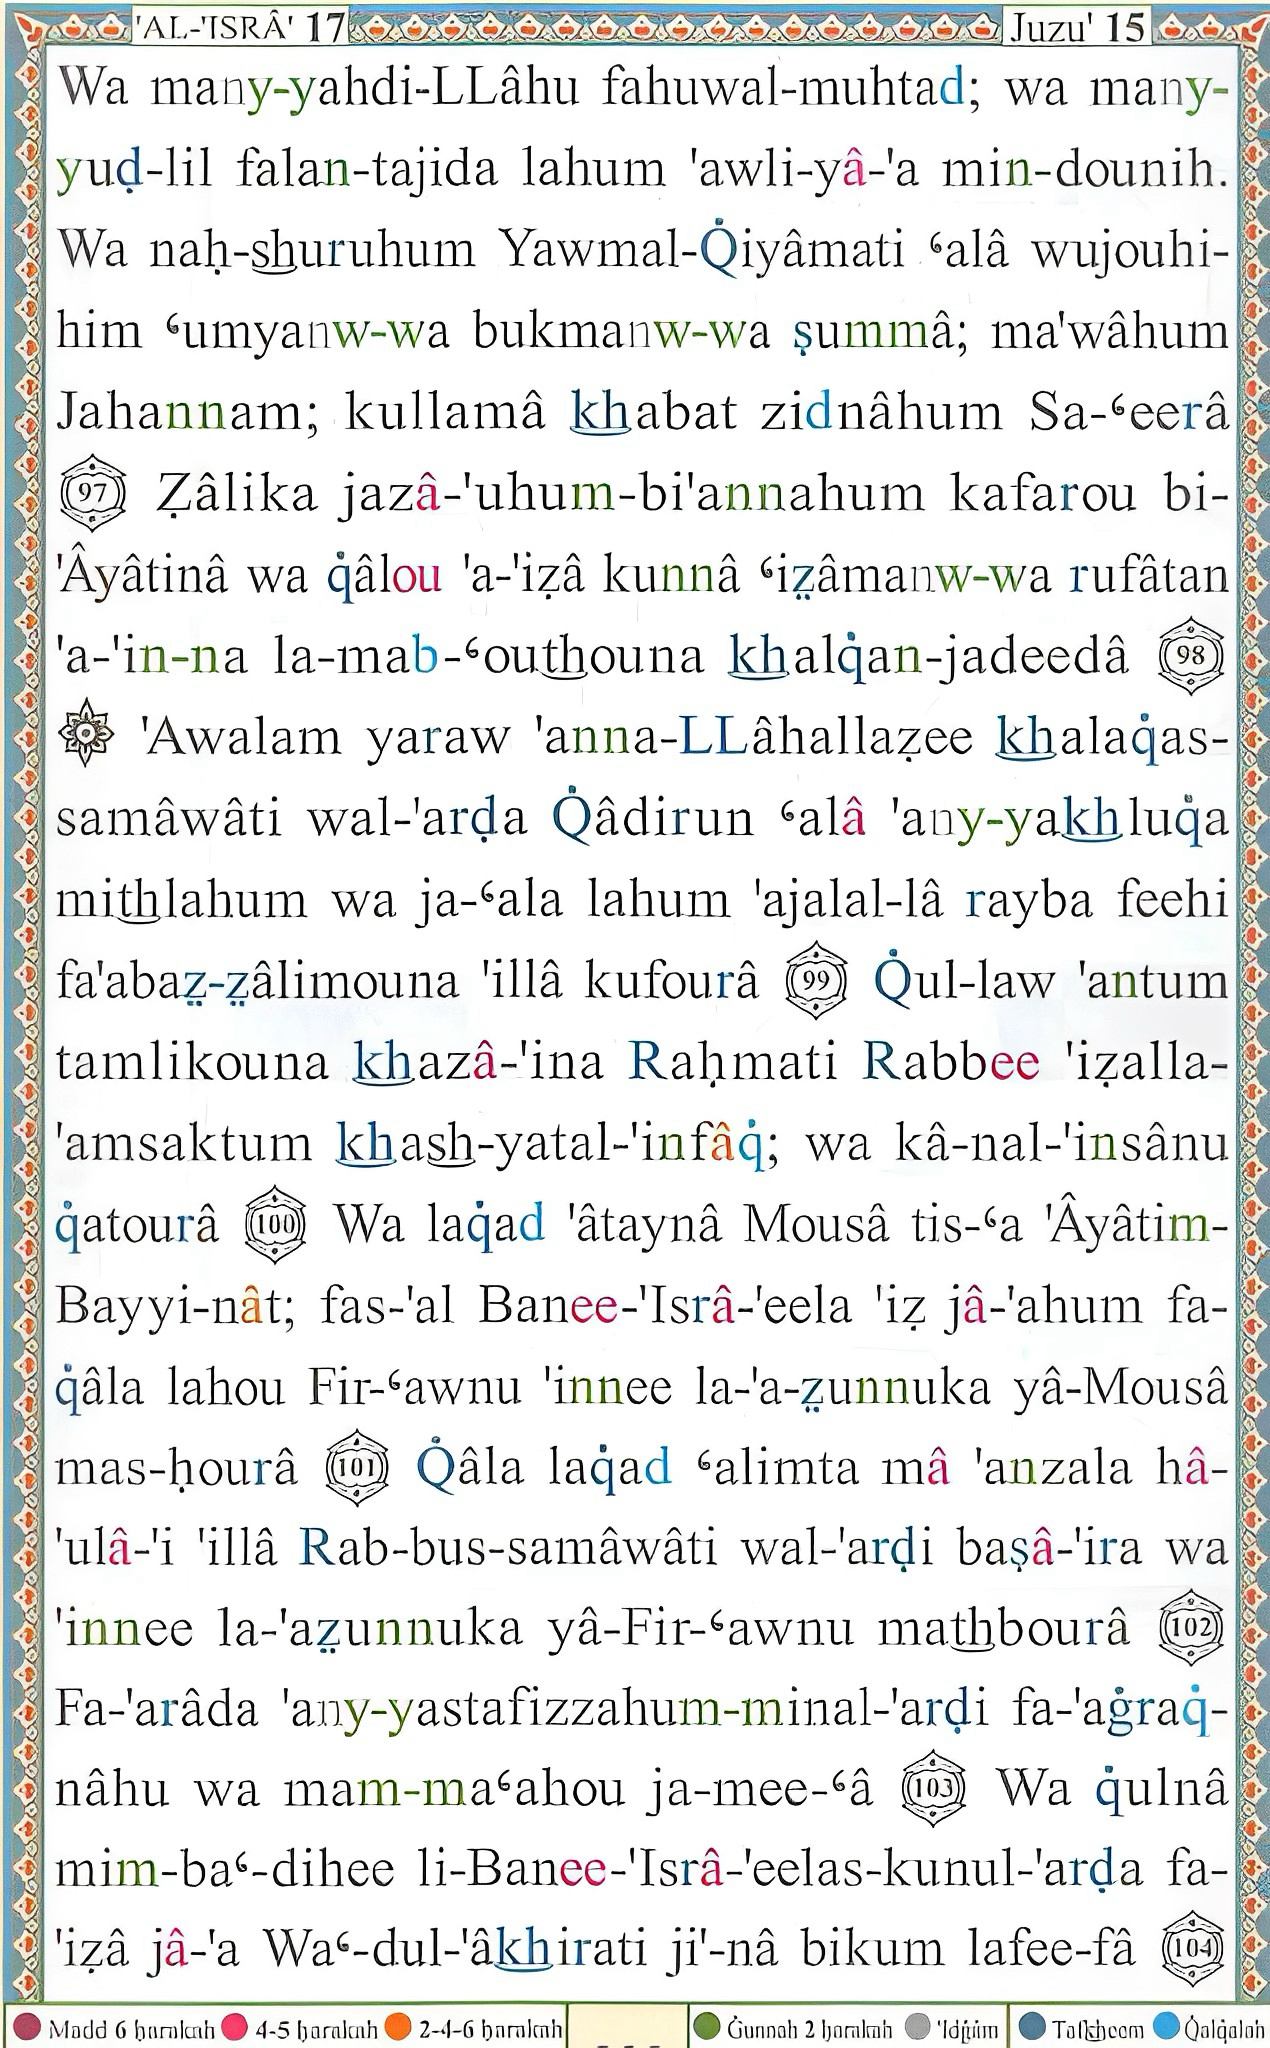 'AL-'ISRÂ' 17 Juzu' 15
Wa many-yahdi-LLâhu fahuwal-muhtad; wa many-
yuḍ-lil falan-tajida lahum 'awli-yâ-'a min-dounih.
Wa naḥ-shuruhum Yawmal-Q̇iyâmati ʿalâ wujouhi-
him ʿumyanw-wa bukmanw-wa ṣummâ; ma'wâhum
Jahannam; kullamâ khabat zidnâhum Sa-ʿeerâ
97 Ẓâlika jazâ-'uhum-bi'annahum kafarou bi-
'Âyâtinâ wa q̇âlou 'a-'iẓâ kunnâ ʿiz̤âmanw-wa rufâtan
'a-'in-na la-mab-ʿouthouna khalq̇an-jadeedâ 98
'Awalam yaraw 'anna-LLâhallaẓee khalaq̇as-
samâwâti wal-'arḍa Q̇âdirun ʿalâ 'any-yakhluq̇a
mithlahum wa ja-ʿala lahum 'ajalal-lâ rayba feehi
fa'abaz̤-z̤âlimouna 'illâ kufourâ 99 Q̇ul-law 'antum
tamlikouna khazâ-'ina Raḥmati Rabbee 'iẓalla-
'amsaktum khash-yatal-'infâq̇; wa kâ-nal-'insânu
q̇atourâ 100 Wa laq̇ad 'âtaynâ Mousâ tis-ʿa 'Âyâtim-
Bayyi-nât; fas-'al Banee-'Isrâ-'eela 'iẓ jâ-'ahum fa-
q̇âla lahou Fir-ʿawnu 'innee la-'a-z̤unnuka yâ-Mousâ
mas-ḥourâ 101 Q̇âla laq̇ad ʿalimta mâ 'anzala hâ-
'ulâ-'i 'illâ Rab-bus-samâwâti wal-'arḍi baṣâ-'ira wa
'innee la-'az̤unnuka yâ-Fir-ʿawnu mathbourâ 102
Fa-'arâda 'any-yastafizzahum-minal-'arḍi fa-'aġraq̇-
nâhu wa mam-maʿahou ja-mee-ʿâ 103 Wa q̇ulnâ
mim-baʿ-dihee li-Banee-'Isrâ-'eelas-kunul-'arḍa fa-
'iẓâ jâ-'a Waʿ-dul-'âkhirati ji'-nâ bikum lafee-fâ 104
Madd 6 ḥarakah 4-5 ḥarakah 2-4-6 ḥarakah Ġunnah 2 ḥarakah 'Idġâm Tafkheem Q̇alq̇alah